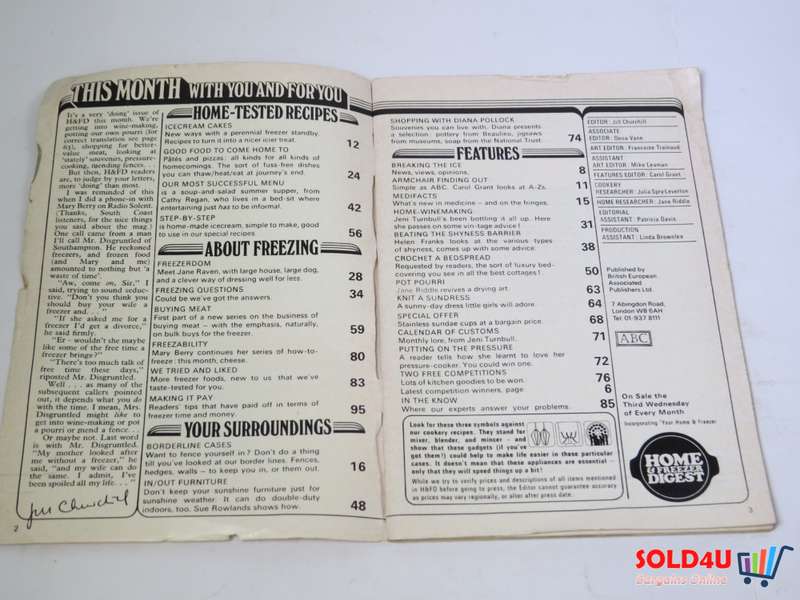 THIS MONTH WITH YOU AND FOR YOU
It's a very 'doing' issue of
H&FD this month. We're
getting into wine-making,
putting our own pourri (for
correct translation see page
63), shopping for better-
value meat, looking at
'stately' souvenirs, pressure-
cooking, mending fences. . .
But then, H&FD readers
are, to judge by your letters,
more 'doing' than most.
I was reminded of this
when I did a phone-in with
Mary Berry on Radio Solent.
(Thanks, South Coast
listeners, for the nice things
you said about the mag.)
One call came from a man
I'll call Mr. Disgruntled of
Southampton. He reckoned
freezers, and frozen food
(and Mary and me)
amounted to nothing but 'a
waste of time'.
"Aw, come on, Sir," I
said, trying to sound seduc-
tive. "Don't you think you
should buy your wife a
freezer and. . ."
"If she asked me for a
freezer I'd get a divorce,"
he said firmly.
"Er – wouldn't she maybe
like some of the free time a
freezer brings?"
"There's too much talk of
free time these days,"
riposted Mr. Disgruntled.
Well . . . as many of the
subsequent callers pointed
out, it depends what you do
with the time. I mean, Mrs.
Disgruntled might like to
get into wine-making or pot
a pourri or mend a fence. . .
Or maybe not. Last word
is with Mr. Disgruntled.
"My mother looked after
me without a freezer," he
said, "and my wife can do
the same. I admit, I've
been spoiled all my life. . ."
Jill Churchill
2
HOME-TESTED RECIPES
ICECREAM CAKES
New ways with a perennial freezer standby.
Recipes to turn it into a nicer icier treat. 12
GOOD FOOD TO COME HOME TO
Pâtés and pizzas: all kinds for all kinds of
homecomings. The sort of fuss-free dishes
you can thaw/heat/eat at journey's end. 24
OUR MOST SUCCESSFUL MENU
is a soup-and-salad summer supper, from
Cathy Regan, who lives in a bed-sit where
entertaining just has to be informal. 42
STEP-BY-STEP
is home-made icecream, simple to make, good
to use in our special recipes. 56
ABOUT FREEZING
FREEZERDOM
Meet Jane Raven, with large house, large dog,
and a clever way of dressing well for less. 28
FREEZING QUESTIONS
Could be we've got the answers. 34
BUYING MEAT
First part of a new series on the business of
buying meat – with the emphasis, naturally,
on bulk buys for the freezer. 59
FREEZABILITY
Mary Berry continues her series of how-to-
freeze : this month, cheese. 80
WE TRIED AND LIKED
More freezer foods, new to us that we've
taste-tested for you. 83
MAKING IT PAY
Readers' tips that have paid off in terms of
freezer time and money. 95
YOUR SURROUNDINGS
BORDERLINE CASES
Want to fence yourself in? Don't do a thing
till you've looked at our border lines. Fences,
hedges, walls – to keep you in, or them out. 16
IN/OUT FURNITURE
Don't keep your sunshine furniture just for
sunshine weather. It can do double-duty
indoors, too. Sue Rowlands shows how. 48
SHOPPING WITH DIANA POLLOCK
Souvenirs you can live with. Diana presents
a selection: pottery from Beaulieu, jigsaws
from museums, soap from the National Trust. 74
FEATURES
BREAKING THE ICE
News, views, opinions. 8
ARMCHAIR FINDING OUT
Simple as ABC. Carol Grant looks at A-Zs. 11
MEDIFACTS
What's new in medicine – and on the fringes. 15
HOME-WINEMAKING
Jeni Turnbull's been bottling it all up. Here
she passes on some vin-tage advice ! 31
BEATING THE SHYNESS BARRIER
Helen Franks looks at the various types
of shyness, comes up with some advice. 38
CROCHET A BEDSPREAD
Requested by readers, the sort of luxury bed-
covering you see in all the best cottages ! 50
POT POURRI
Jane Riddle revives a drying art. 63
KNIT A SUNDRESS
A sunny-day dress little girls will adore. 64
SPECIAL OFFER
Stainless sundae cups at a bargain price. 68
CALENDAR OF CUSTOMS
Monthly lore, from Jeni Turnbull. 71
PUTTING ON THE PRESSURE
A reader tells how she learnt to love her
pressure-cooker. You could win one. 72
TWO FREE COMPETITIONS
Lots of kitchen goodies to be won. 76
Latest competition winners, page 6
IN THE KNOW
Where our experts answer your problems. 85
Look for these three symbols against
our cookery recipes. They stand for
mixer, blender, and mincer – and
show that these gadgets (if you've
got them!) could help to make life easier in these particular
cases. It doesn't mean that these appliances are essential –
only that they will speed things up a bit!
While we try to verify prices and descriptions of all items mentioned
in H&FD before going to press, the Editor cannot guarantee accuracy
as prices may vary regionally, or alter after press date.
EDITOR : Jill Churchill
ASSOCIATE
EDITOR : Dena Vane
ART EDITOR : Francoise Trainaud
ASSISTANT
ART EDITOR : Mike Leaman
FEATURES EDITOR : Carol Grant
COOKERY
RESEARCHER : Julia Spreleverton
HOME RESEARCHER : Jane Riddle
EDITORIAL
ASSISTANT : Patricia Davis
PRODUCTION
ASSISTANT : Linda Brownlee
Published by
British European
Associated
Publishers Ltd.
7 Abingdon Road,
London W8 6AH
Tel 01-937 8111
ABC
On Sale the
Third Wednesday
of Every Month
Incorporating 'Your Home & Freezer
HOME
& FREEZER
DIGEST
3
SOLD4U
Bargains Online